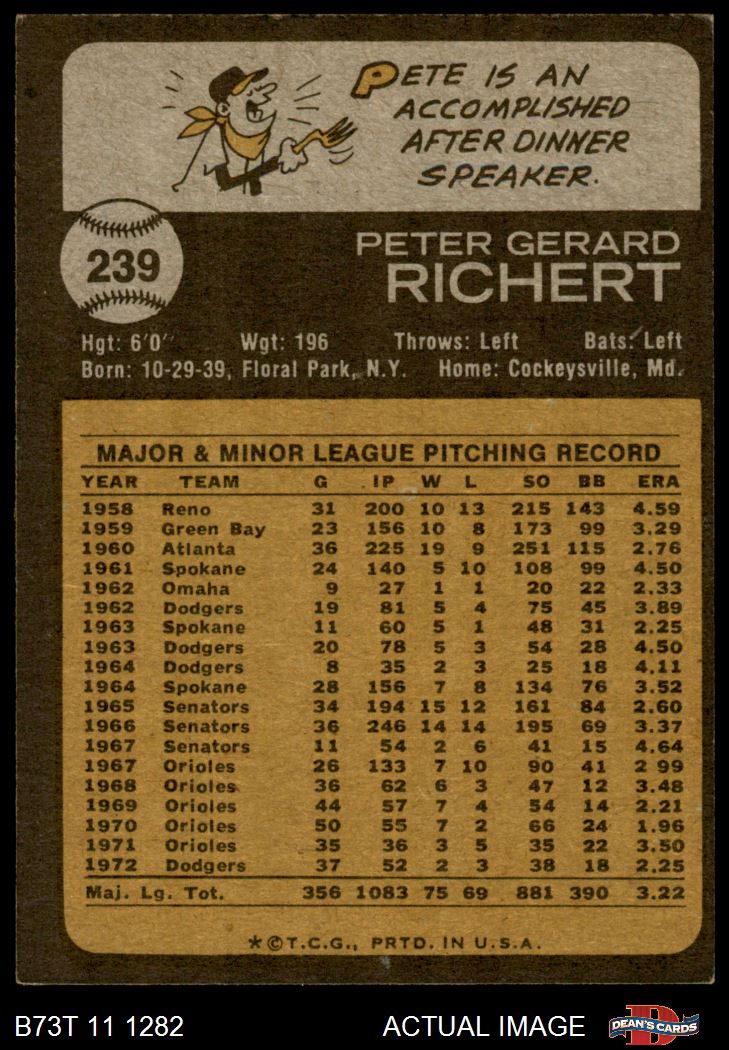 PETE IS AN
ACCOMPLISHED
AFTER DINNER
SPEAKER.
239
PETER GERARD
RICHERT
Hgt: 6'0" Wgt: 196 Throws: Left Bats: Left
Born: 10-29-39, Floral Park, N.Y. Home: Cockeysville, Md.
MAJOR & MINOR LEAGUE PITCHING RECORD
YEAR TEAM G IP W L SO BB ERA
1958 Reno 31 200 10 13 215 143 4.59
1959 Green Bay 23 156 10 8 173 99 3.29
1960 Atlanta 36 225 19 9 251 115 2.76
1961 Spokane 24 140 5 10 108 99 4.50
1962 Omaha 9 27 1 1 20 22 2.33
1962 Dodgers 19 81 5 4 75 45 3.89
1963 Spokane 11 60 5 1 48 31 2.25
1963 Dodgers 20 78 5 3 54 28 4.50
1964 Dodgers 8 35 2 3 25 18 4.11
1964 Spokane 28 156 7 8 134 76 3.52
1965 Senators 34 194 15 12 161 84 2.60
1966 Senators 36 246 14 14 195 69 3.37
1967 Senators 11 54 2 6 41 15 4.64
1967 Orioles 26 133 7 10 90 41 2 99
1968 Orioles 36 62 6 3 47 12 3.48
1969 Orioles 44 57 7 4 54 14 2.21
1970 Orioles 50 55 7 2 66 24 1.96
1971 Orioles 35 36 3 5 35 22 3.50
1972 Dodgers 37 52 2 3 38 18 2.25
Maj. Lg. Tot. 356 1083 75 69 881 390 3.22
*©T.C.G., PRTD. IN U.S.A.
B73T 11 1282 ACTUAL IMAGE D DEAN'S CARDS